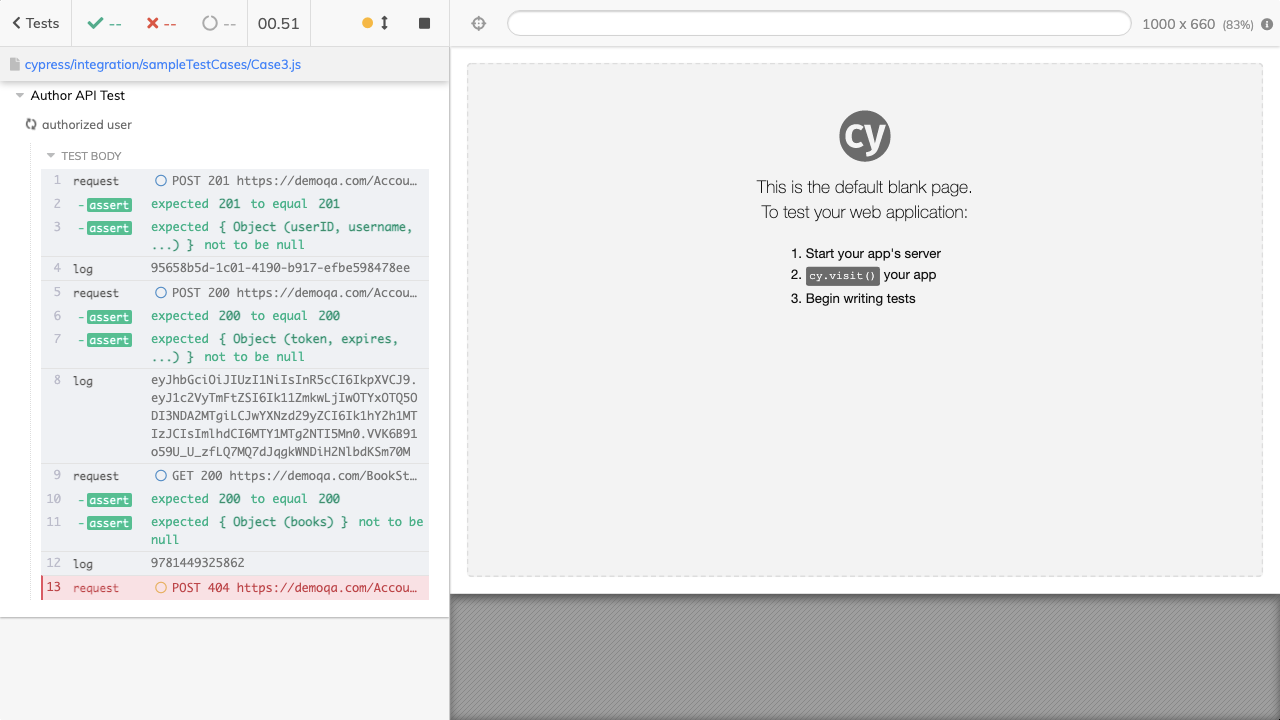 Tests
--
--
--
00.51
1000 x 660 (83%)
cypress/integration/sampleTestCases/Case3.js
Author API Test
authorized user
TEST BODY
1 request POST 201 https://demoqa.com/Accou…
2 -assert expected 201 to equal 201
3 -assert expected { Object (userID, username,
...) } not to be null
4 log 95658b5d-1c01-4190-b917-efbe598478ee
5 request POST 200 https://demoqa.com/Accou…
6 -assert expected 200 to equal 200
7 -assert expected { Object (token, expires,
...) } not to be null
8 log eyJhbGciOiJIUzI1NiIsInR5cCI6IkpXVCJ9.
eyJ1c2VyTmFtZSI6Ik11ZmkwLjIwOTYxOTQ5O
DI3NDA2MTgiLCJwYXNzd29yZCI6Ik1hY2h1MT
IzJCIsImlhdCI6MTY1MTg2NTI5Mn0.VVK6B91
o59U_U_zfLQ7MQ7dJqgkWNDiH2NlbdKSm70M
9 request GET 200 https://demoqa.com/BookSt…
10 -assert expected 200 to equal 200
11 -assert expected { Object (books) } not to be
null
12 log 9781449325862
13 request POST 404 https://demoqa.com/Accou…
cy
This is the default blank page.
To test your web application:
1. Start your app's server
2. cy.visit() your app
3. Begin writing tests